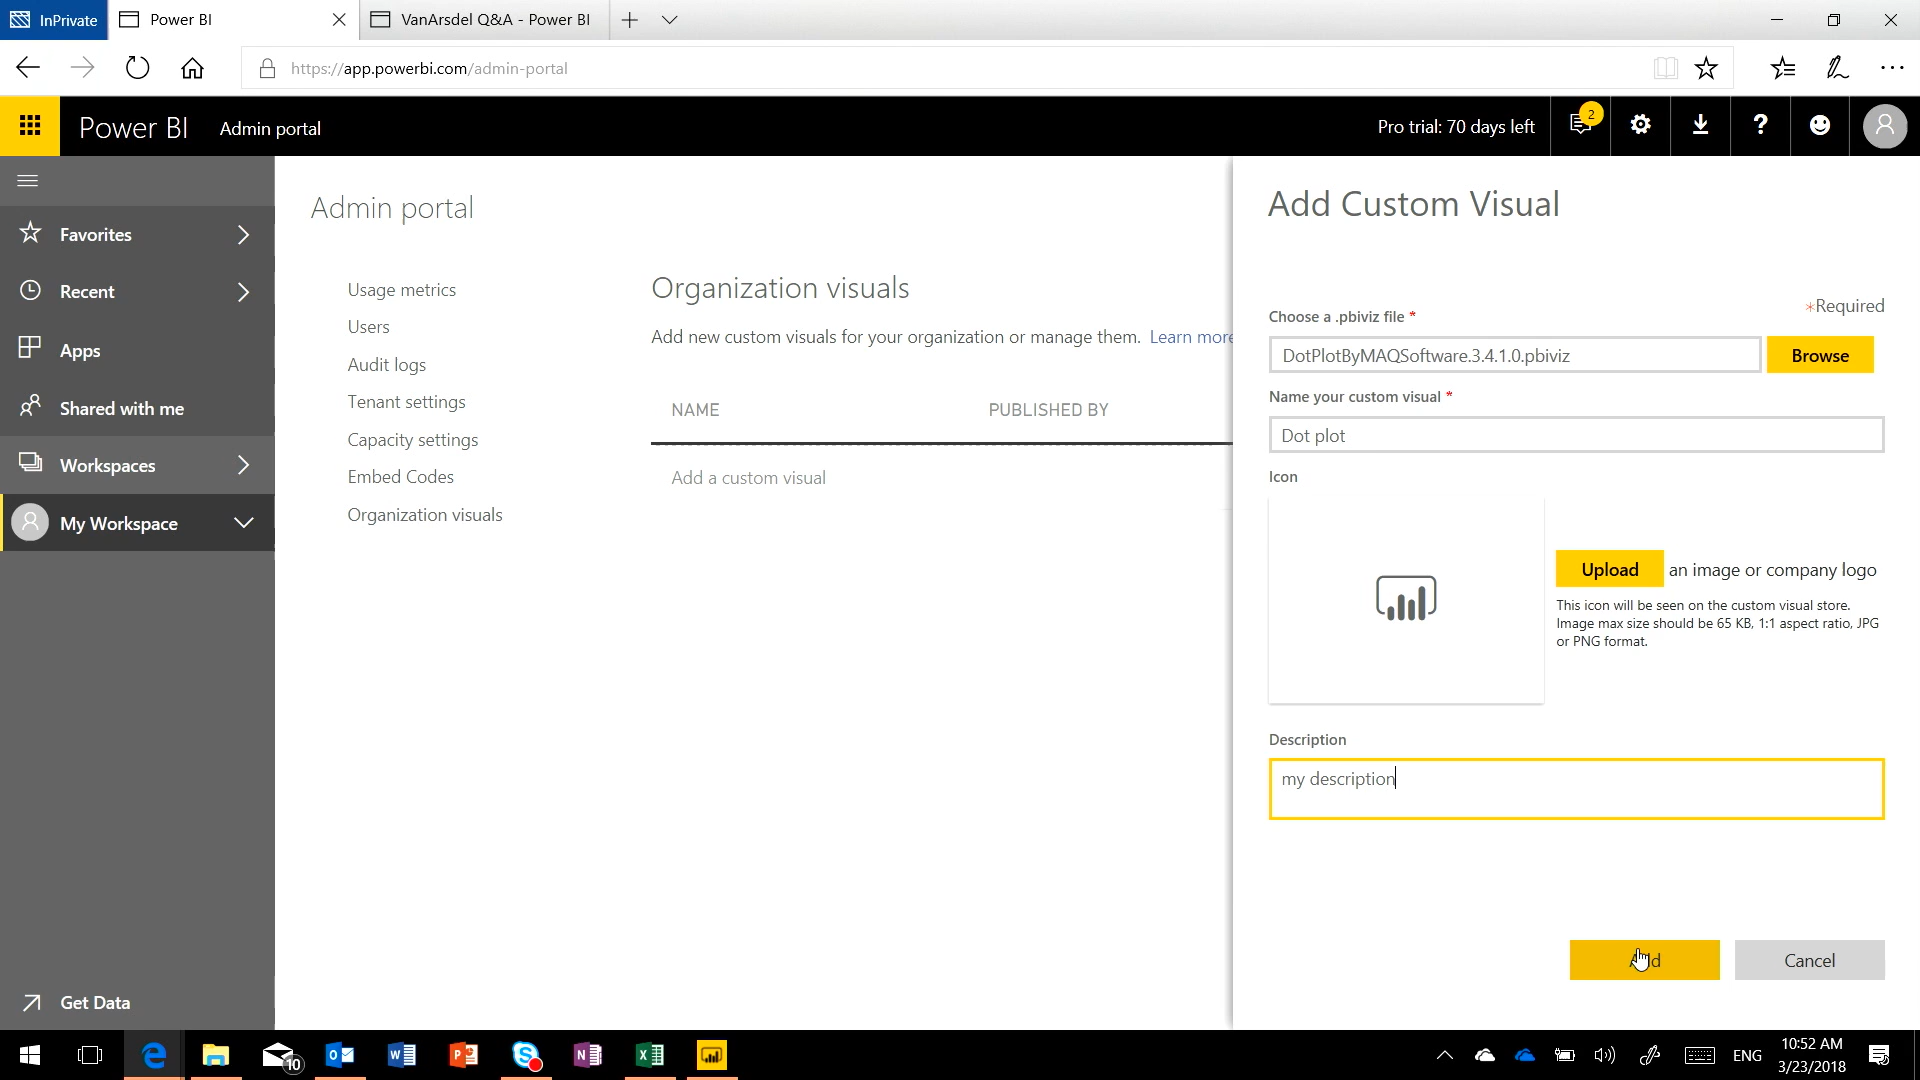 InPrivate
Power BI
VanArsdel Q&A - Power BI
https://app.powerbi.com/admin-portal
Power BI
Admin portal
Pro trial: 70 days left
2
Favorites
Recent
Apps
Shared with me
Workspaces
My Workspace
Get Data
Admin portal
Usage metrics
Users
Audit logs
Tenant settings
Capacity settings
Embed Codes
Organization visuals
Organization visuals
Add new custom visuals for your organization or manage them. Learn more
NAME
PUBLISHED BY
Add a custom visual
Add Custom Visual
*Required
Choose a .pbiviz file *
DotPlotByMAQSoftware.3.4.1.0.pbiviz
Browse
Name your custom visual *
Dot plot
Icon
Upload an image or company logo
This icon will be seen on the custom visual store.
Image max size should be 65 KB, 1:1 aspect ratio, JPG
or PNG format.
Description
my description
Cancel
10
ENG
10:52 AM
3/23/2018